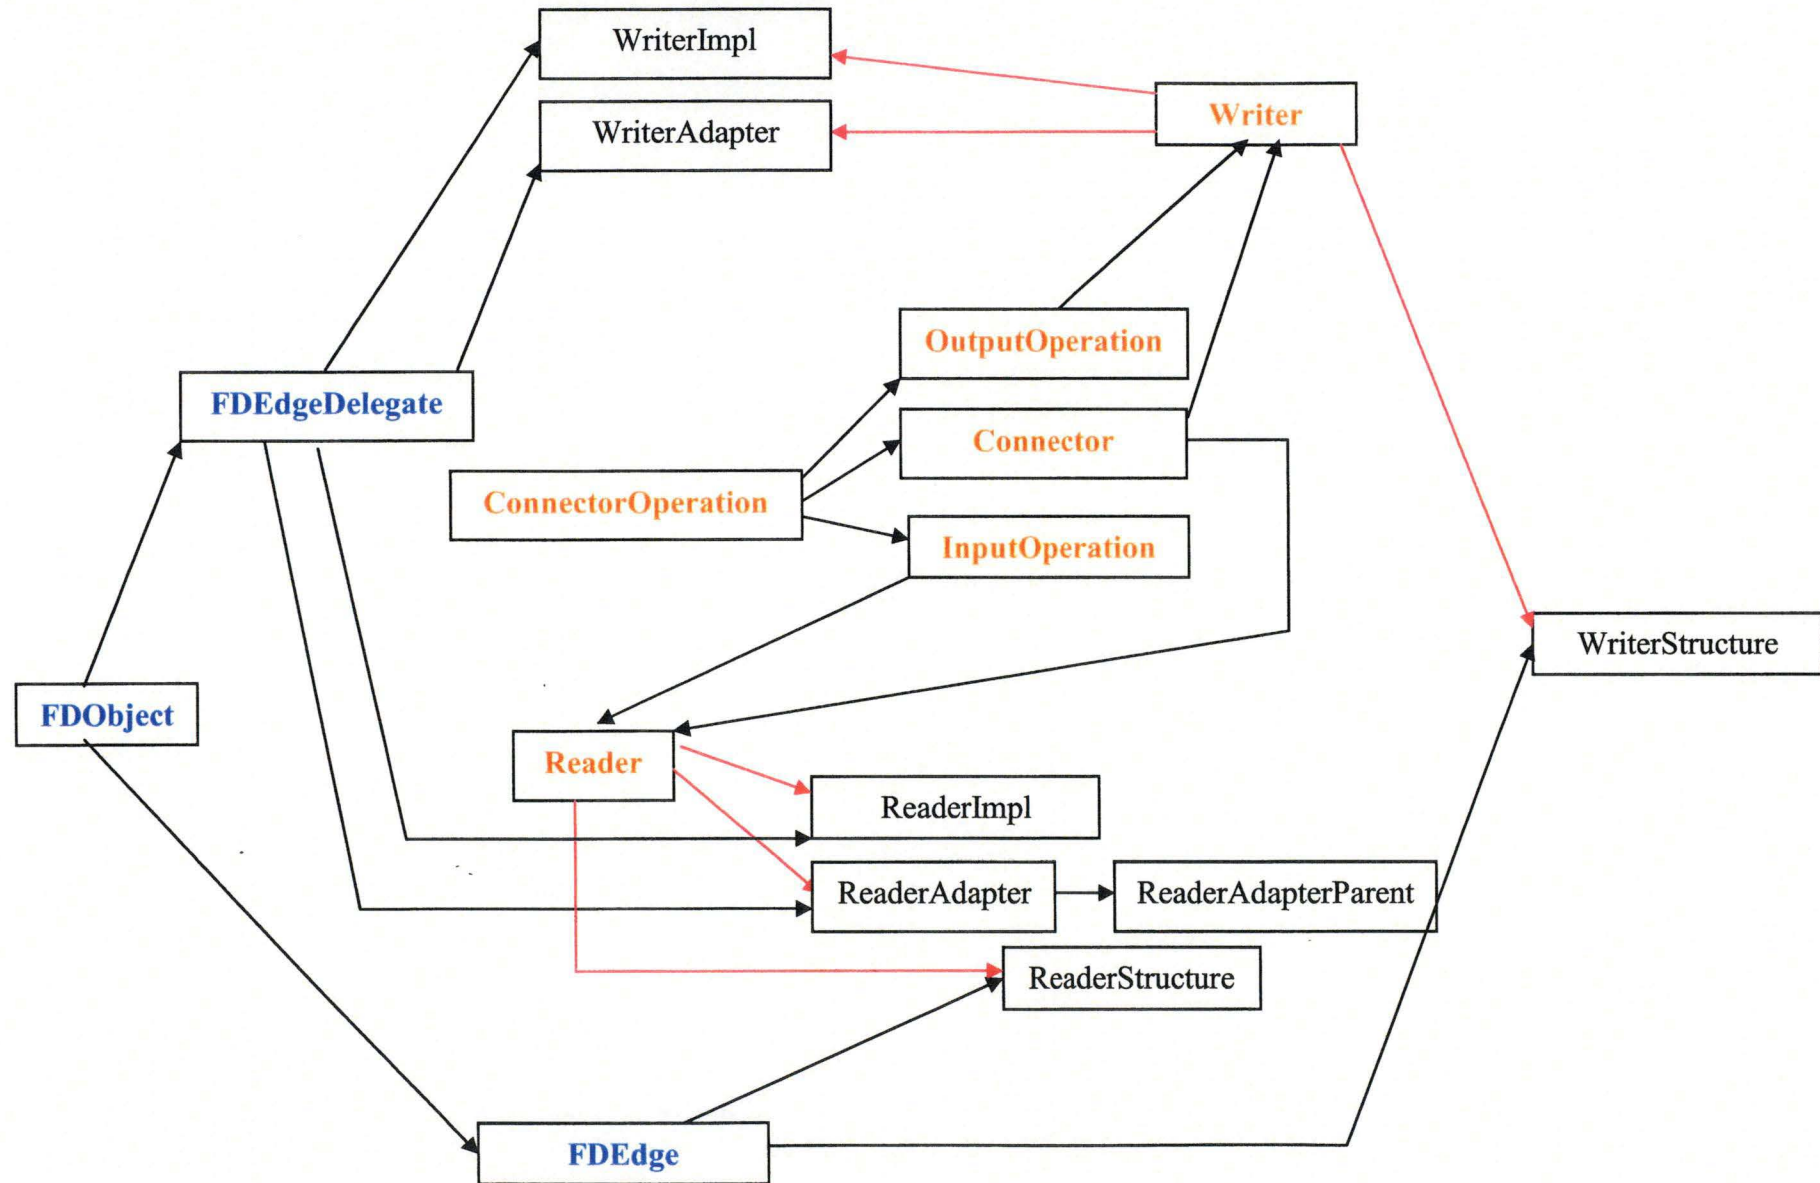 WriterImpl
Writer
WriterAdapter
OutputOperation
FDEdgeDelegate
Connector
ConnectorOperation
InputOperation
WriterStructure
FDObject
Reader
ReaderImpl
ReaderAdapter
ReaderAdapterParent
ReaderStructure
FDEdge